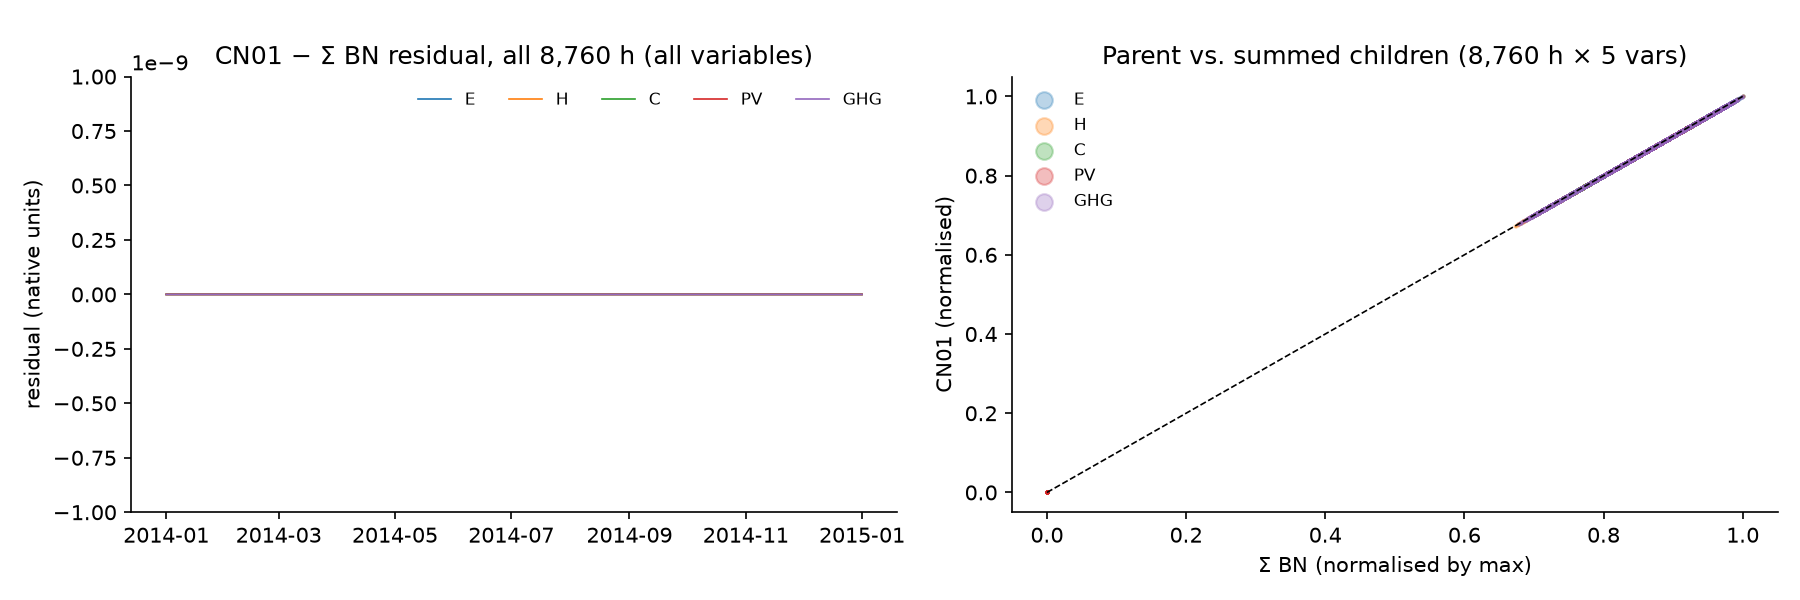 CN01 − Σ BN residual, all 8,760 h (all variables)
1e−9
E H C PV GHG
1.00
0.75
0.50
0.25
0.00
−0.25
−0.50
−0.75
−1.00
residual (native units)
2014-01 2014-03 2014-05 2014-07 2014-09 2014-11 2015-01
Parent vs. summed children (8,760 h × 5 vars)
E
H
C
PV
GHG
1.0
0.8
0.6
0.4
0.2
0.0
CN01 (normalised)
0.0 0.2 0.4 0.6 0.8 1.0
Σ BN (normalised by max)